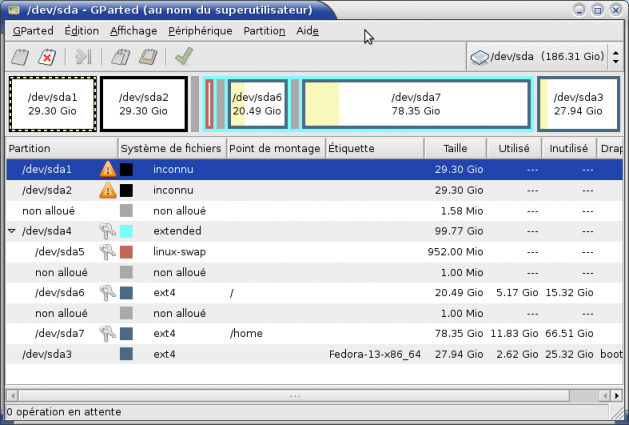 /dev/sda - GParted (au nom du superutilisateur)
GParted Édition Affichage Périphérique Partition Aide
/dev/sda (186.31 Gio)
/dev/sda1 /dev/sda2 /dev/sda6 /dev/sda7 /dev/sda3
29.30 Gio 29.30 Gio 20.49 Gio 78.35 Gio 27.94 Gio
Partition Système de fichiers Point de montage Étiquette Taille Utilisé Inutilisé Drap
/dev/sda1 inconnu 29.30 Gio --- ---
/dev/sda2 inconnu 29.30 Gio --- ---
non alloué non alloué 1.58 Mio --- ---
/dev/sda4 extended 99.77 Gio --- ---
/dev/sda5 linux-swap 952.00 Mio --- ---
non alloué non alloué 1.00 Mio --- ---
/dev/sda6 ext4 / 20.49 Gio 5.17 Gio 15.32 Gio
non alloué non alloué 1.00 Mio --- ---
/dev/sda7 ext4 /home 78.35 Gio 11.83 Gio 66.51 Gio
/dev/sda3 ext4 Fedora-13-x86_64 27.94 Gio 2.62 Gio 25.32 Gio boot
0 opération en attente